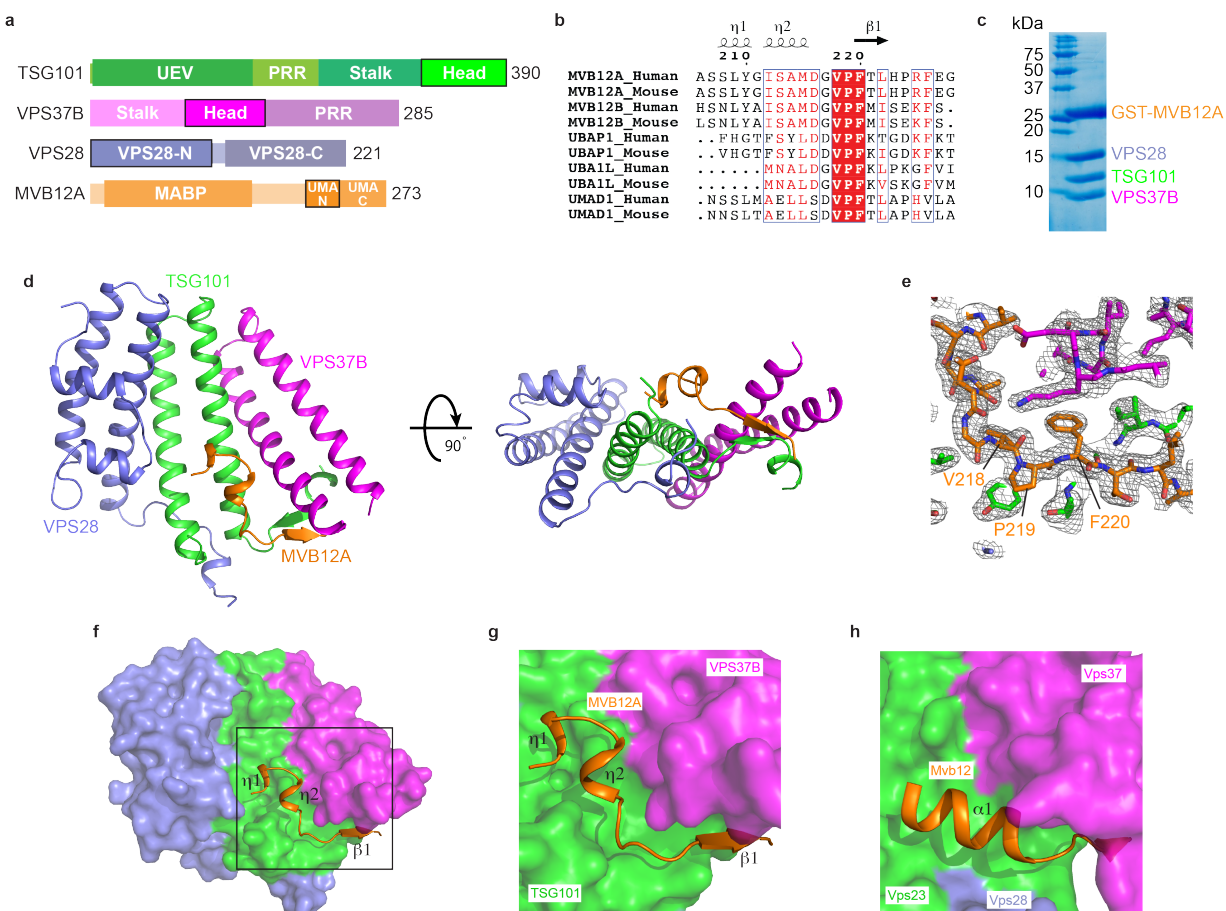 a
TSG101 UEV PRR Stalk Head 390
VPS37B Stalk Head PRR 285
VPS28 VPS28-N VPS28-C 221
MVB12A MABP UMA N UMA C 273
b
η1 η2 β1
210 220
MVB12A_Human ASSLYGISAMDGVPFTLHPRFEG
MVB12A_Mouse ASSLYGISAMDGVPFTLHPRFEG
MVB12B_Human HSNLYAISAMDGVPFMISEKFS.
MVB12B_Mouse LSNLYAISAMDGVPFMISEKFS.
UBAP1_Human ..FHGTFSYLDDVPFKTGDKFKT
UBAP1_Mouse ..VHGTFSYLDDVPFKIGDKFKT
UBA1L_Human ......MNALDDVPFKLPKGFVI
UBA1L_Mouse ......MNALDDVPFKVSKGFVM
UMAD1_Human .NNSLMAELLSDVPFTLAPHVLA
UMAD1_Mouse .NNSLTAELLSDVPFTLAPHVLA
c
kDa
75
50
37
25
20
15
10
GST-MVB12A
VPS28
TSG101
VPS37B
d
TSG101
VPS37B
VPS28
MVB12A
90°
e
V218
P219
F220
f
η1
η2
β1
g
VPS37B
MVB12A
η1
η2
β1
TSG101
h
Vps37
Mvb12
α1
Vps23
Vps28